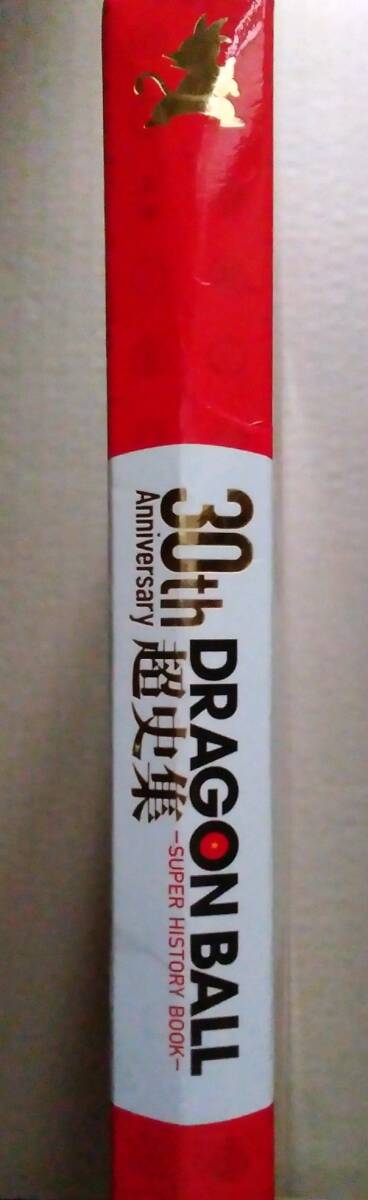 30th
Anniversary
DRAGON BALL
超史集
-SUPER HISTORY BOOK-